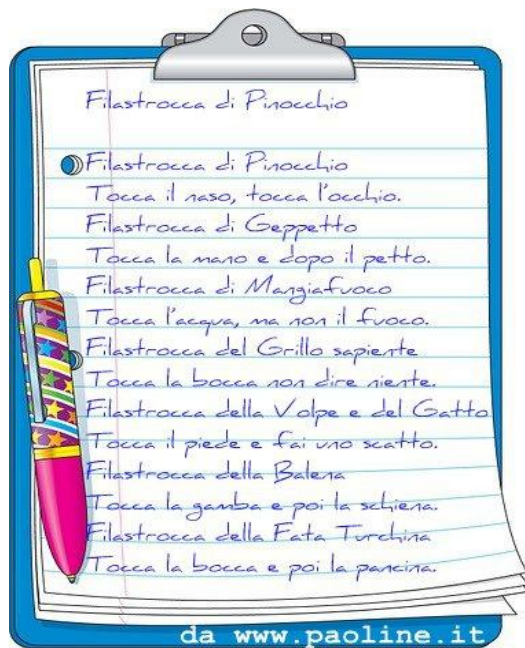 Filastrocca di Pinocchio
Filastrocca di Pinocchio
Tocca il naso, tocca l'occhio.
Filastrocca di Geppetto
Tocca la mano e dopo il petto.
Filastrocca di Mangiafuoco
Tocca l'acqua, ma non il fuoco.
Filastrocca del Grillo sapiente
Tocca la bocca non dire niente.
Filastrocca della Volpe e del Gatto
Tocca il piede e fai uno scatto.
Filastrocca della Balena
Tocca la gamba e poi la schiena.
Filastrocca della Fata Turchina
Tocca la bocca e poi la pancina.
da www.paoline.it